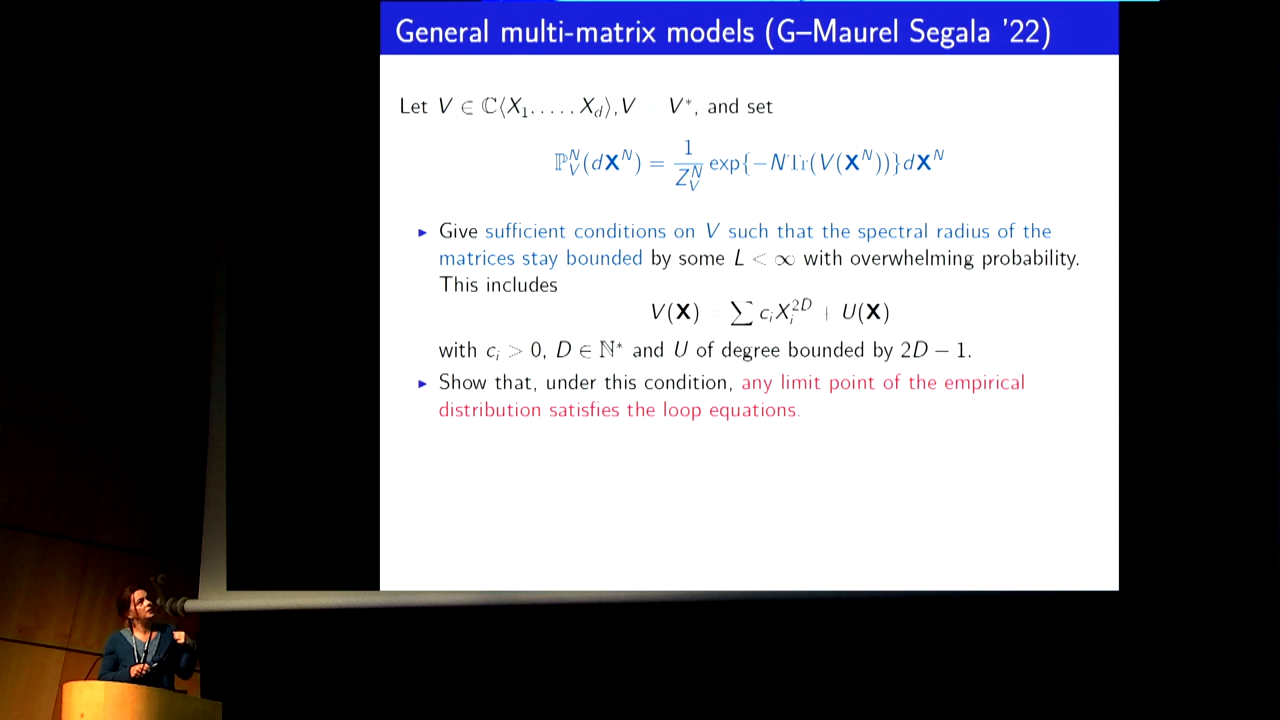 General multi-matrix models (G–Maurel Segala '22)
Let V ∈ ℂ⟨X₁, ..., X_d⟩, V = V*, and set
ℙ_V^N(d𝐗^N) = 1/Z_V^N exp{−N Tr(V(𝐗^N))}d𝐗^N
▶ Give sufficient conditions on V such that the spectral radius of the
matrices stay bounded by some L < ∞ with overwhelming probability.
This includes
V(𝐗) = ∑ c_i X_i^{2D} + U(𝐗)
with c_i > 0, D ∈ ℕ* and U of degree bounded by 2D − 1.
▶ Show that, under this condition, any limit point of the empirical
distribution satisfies the loop equations.